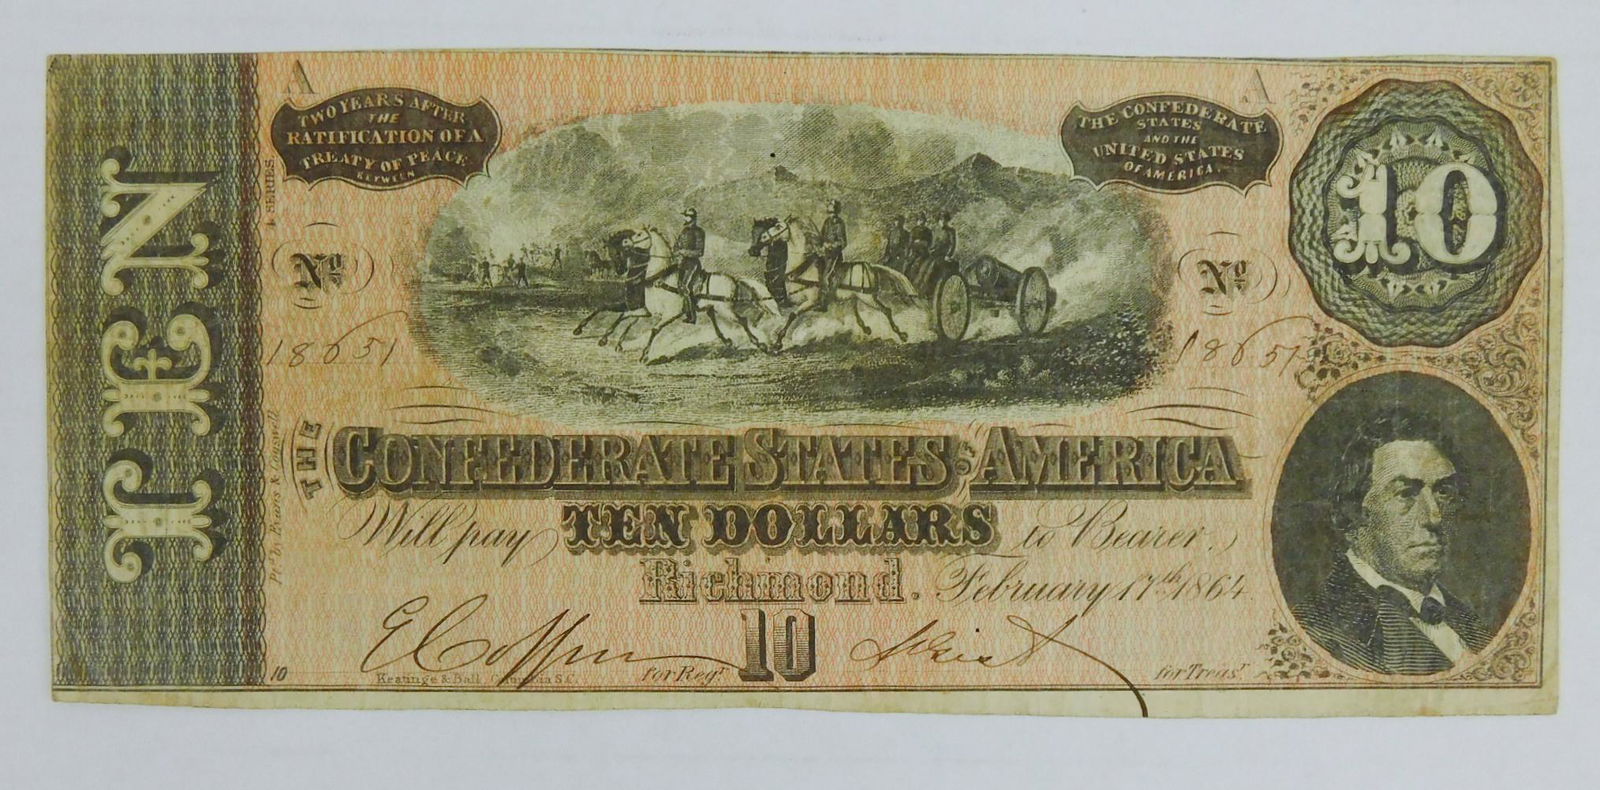 A
A
TWO YEARS AFTER
THE
RATIFICATION OF A
TREATY OF PEACE
BETWEEN
THE CONFEDERATE
STATES
AND THE
UNITED STATES
OF AMERICA.
10
TEN
SERIES.
No
No
18651
18651
THE CONFEDERATE STATES OF AMERICA
Will pay TEN DOLLARS to Bearer.
Richmond. February 17th 1864
10
10
Keatinge & Ball Columbia S.C.
for Regr
for Treasr